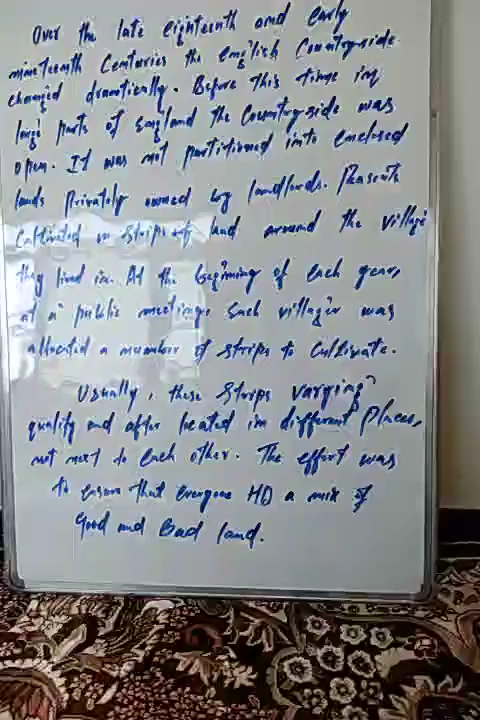 Over the late eighteenth and early
nineteenth Centuries the english Countryside
changed dramatically. Before this time in
large parts of England the Countryside was
open. It was not partitioned into enclosed
lands privately owned by landlords. Peasants
Cultivated on strips of land around the village
they lived in. At the beginning of each year,
at a public meetings each villager was
allocated a number of strips to Cultivate.
Usually, these strips varying
quality and after located in different Places,
not next to Each other. The effort was
to ensure that everyone HD a mix of
Good and Bad land.